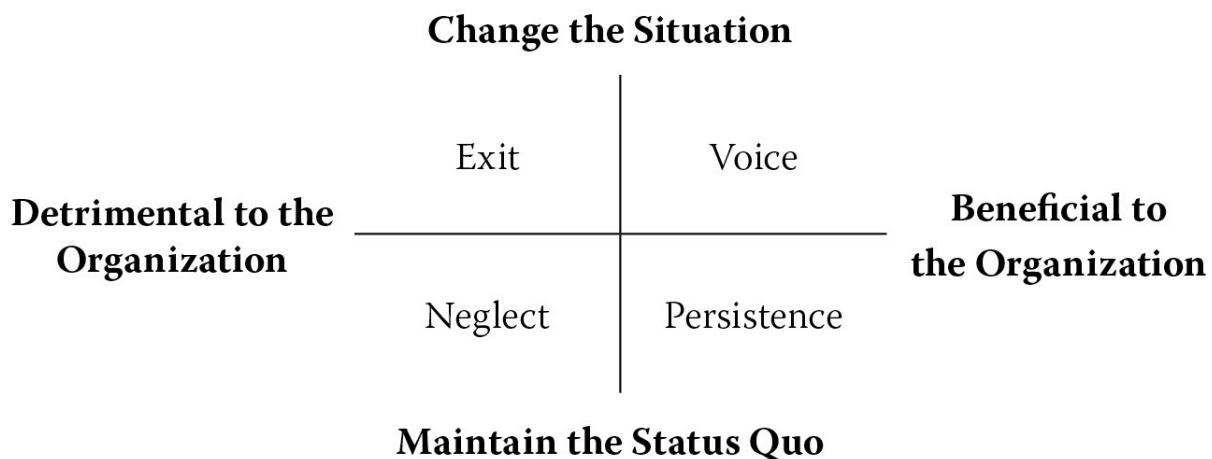 Change the Situation
Exit
Voice
Detrimental to the
Organization
Beneficial to
the Organization
Neglect
Persistence
Maintain the Status Quo